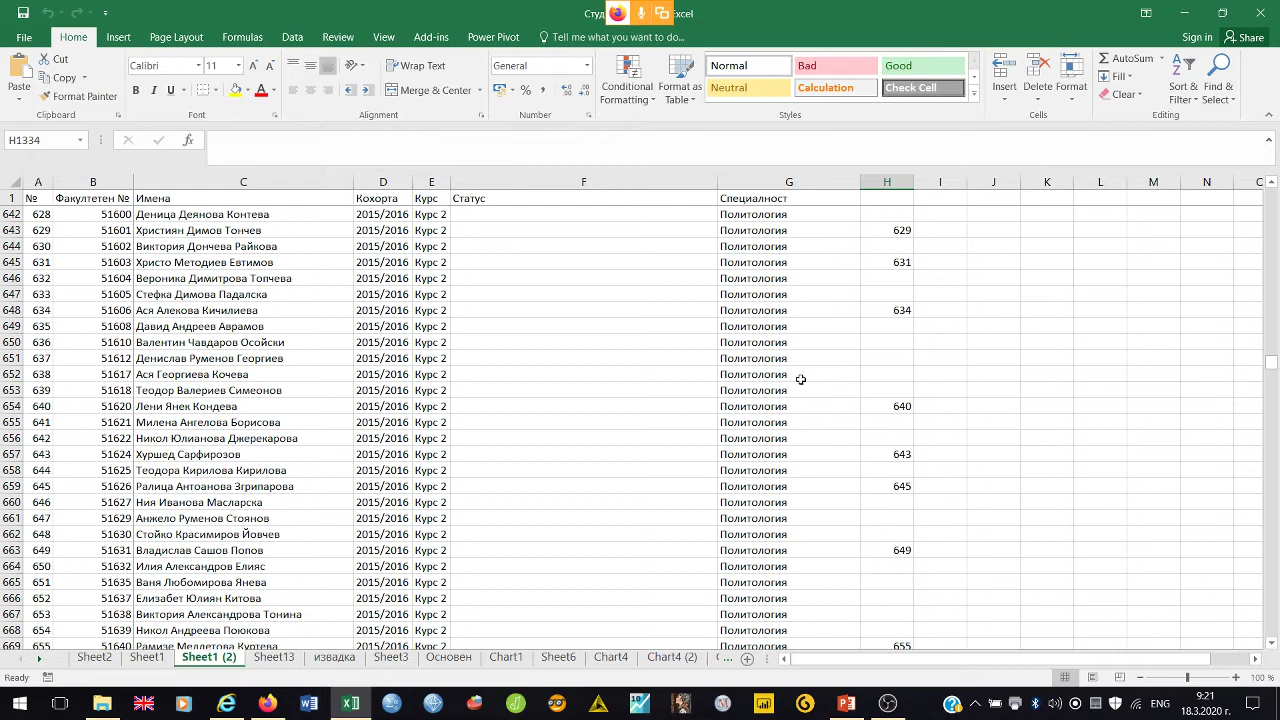 Сту Excel
File Home Insert Page Layout Formulas Data Review View Add-ins Power Pivot Tell me what you want to do... Sign in Share
Paste Cut Calibri 11 A A Wrap Text General Conditional Formatting Format as Table Normal Bad Good Insert Delete Format AutoSum Sort & Filter Find & Select
Copy Fill
Format Painter B I U A Merge & Center % Neutral Calculation Check Cell Clear
Clipboard Font Alignment Number Styles Cells Editing
H1334 fx
A B C D E F G H I J K L M N
1 № Факултетен № Имена Кохорта Курс Статус Специалност
642 628 51600 Деница Деянова Контева 2015/2016 Курс 2 Политология
643 629 51601 Християн Димов Тончев 2015/2016 Курс 2 Политология 629
644 630 51602 Виктория Дончева Райкова 2015/2016 Курс 2 Политология
645 631 51603 Христо Методиев Евтимов 2015/2016 Курс 2 Политология 631
646 632 51604 Вероника Димитрова Топчева 2015/2016 Курс 2 Политология
647 633 51605 Стефка Димова Падалска 2015/2016 Курс 2 Политология
648 634 51606 Ася Алекова Кичилиева 2015/2016 Курс 2 Политология 634
649 635 51608 Давид Андреев Аврамов 2015/2016 Курс 2 Политология
650 636 51610 Валентин Чавдаров Осойски 2015/2016 Курс 2 Политология
651 637 51612 Денислав Руменов Георгиев 2015/2016 Курс 2 Политология
652 638 51617 Ася Георгиева Кочева 2015/2016 Курс 2 Политология
653 639 51618 Теодор Валериев Симеонов 2015/2016 Курс 2 Политология
654 640 51620 Лени Янек Кондева 2015/2016 Курс 2 Политология 640
655 641 51621 Милена Ангелова Борисова 2015/2016 Курс 2 Политология
656 642 51622 Никол Юлианова Джерекарова 2015/2016 Курс 2 Политология
657 643 51624 Хуршед Сарфирозов 2015/2016 Курс 2 Политология 643
658 644 51625 Теодора Кирилова Кирилова 2015/2016 Курс 2 Политология
659 645 51626 Ралица Антоанова Згрипарова 2015/2016 Курс 2 Политология 645
660 646 51627 Ния Иванова Масларска 2015/2016 Курс 2 Политология
661 647 51629 Анжело Руменов Стоянов 2015/2016 Курс 2 Политология
662 648 51630 Стойко Красимиров Йовчев 2015/2016 Курс 2 Политология
663 649 51631 Владислав Сашов Попов 2015/2016 Курс 2 Политология 649
664 650 51632 Илия Александров Елияс 2015/2016 Курс 2 Политология
665 651 51635 Ваня Любомирова Янева 2015/2016 Курс 2 Политология
666 652 51637 Елизабет Юлиян Китова 2015/2016 Курс 2 Политология
667 653 51638 Виктория Александрова Тонина 2015/2016 Курс 2 Политология
668 654 51639 Никол Андреева Поюкова 2015/2016 Курс 2 Политология
669 655 51640 Рамизе Медлетова Куртева 2015/2016 Курс 2 Политология 655
Sheet2 Sheet1 Sheet1 (2) Sheet13 извадка Sheet3 Основен Chart1 Sheet6 Chart4 Chart4 (2) ...
Ready 100 %
ENG 9:21
18.3.2020 г.